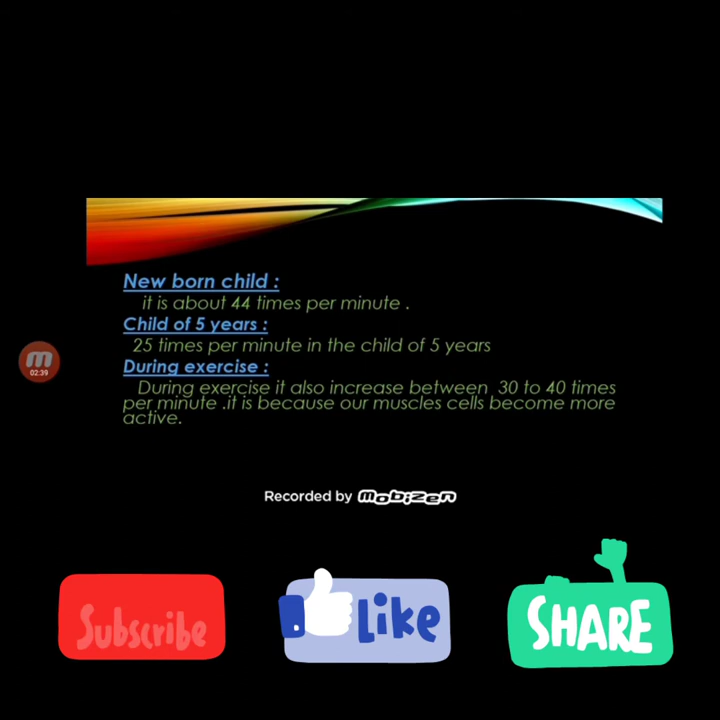 New born child :
it is about 44 times per minute .
Child of 5 years :
25 times per minute in the child of 5 years
During exercise :
During exercise it also increase between 30 to 40 times
per minute .it is because our muscles cells become more
active.
02:39
Recorded by Mobizen
Subscribe
Like
SHARE